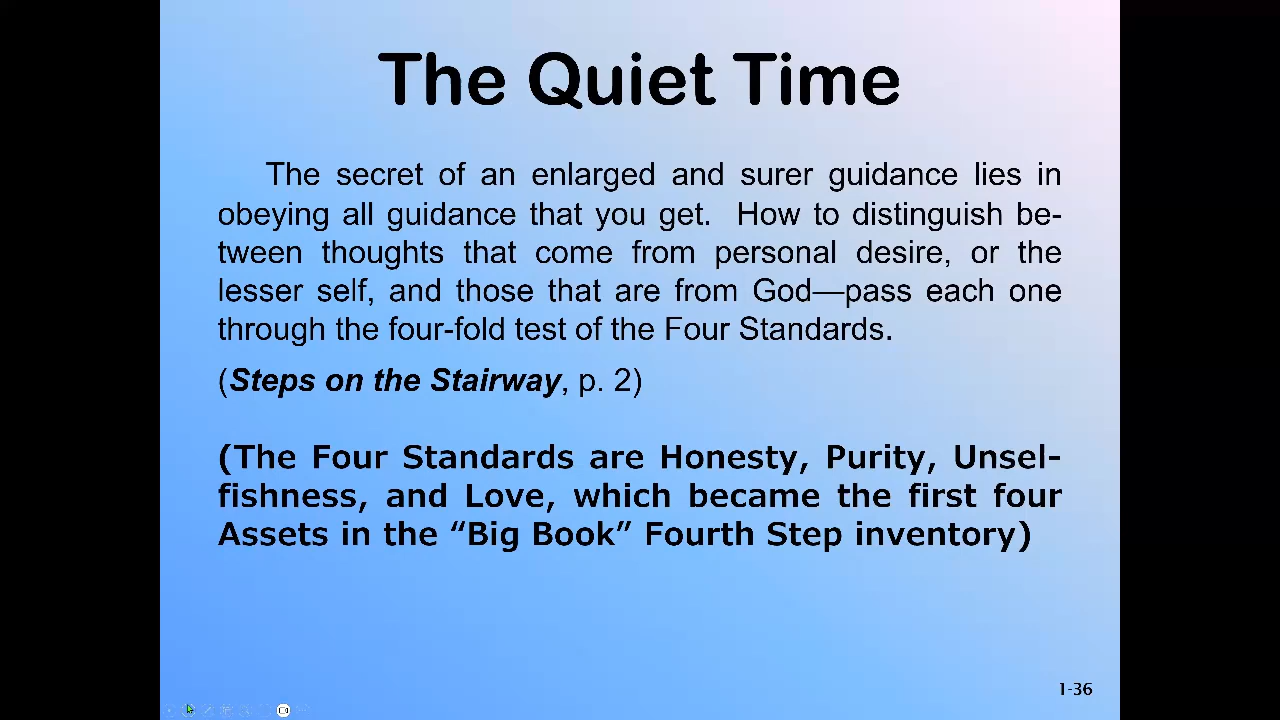 The Quiet Time
The secret of an enlarged and surer guidance lies in
obeying all guidance that you get. How to distinguish be-
tween thoughts that come from personal desire, or the
lesser self, and those that are from God—pass each one
through the four-fold test of the Four Standards.
(Steps on the Stairway, p. 2)
(The Four Standards are Honesty, Purity, Unsel-
fishness, and Love, which became the first four
Assets in the “Big Book” Fourth Step inventory)
1-36